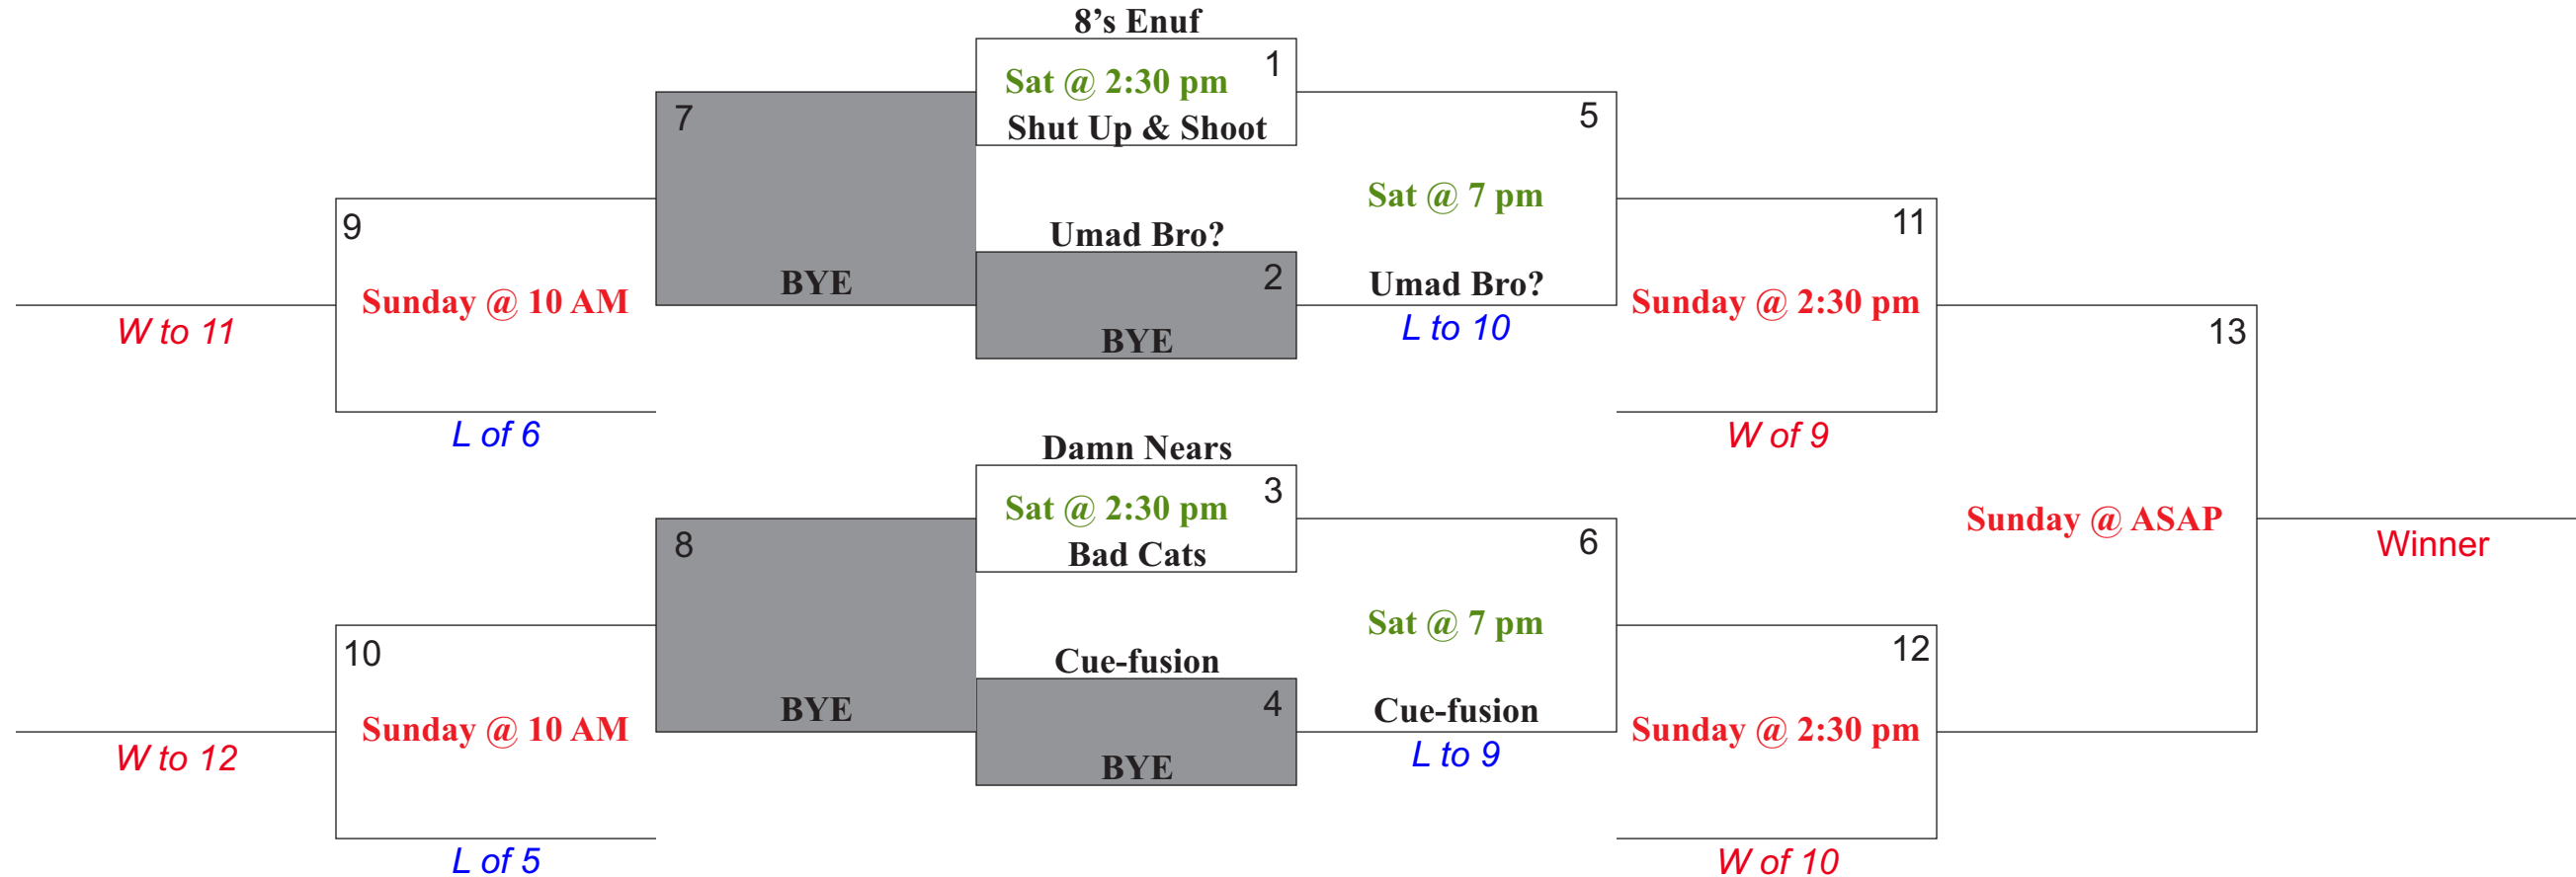 8’s Enuf
1
Sat @ 2:30 pm
Shut Up & Shoot
7
5
Sat @ 7 pm
9
Umad Bro?
11
2
BYE
Umad Bro?
Sunday @ 10 AM
Sunday @ 2:30 pm
W to 11
L to 10
13
BYE
L of 6
W of 9
Damn Nears
3
Sat @ 2:30 pm
Sunday @ ASAP
8
Bad Cats
6
Winner
Sat @ 7 pm
10
Cue-fusion
12
4
BYE
Cue-fusion
Sunday @ 10 AM
Sunday @ 2:30 pm
W to 12
L to 9
BYE
L of 5
W of 10